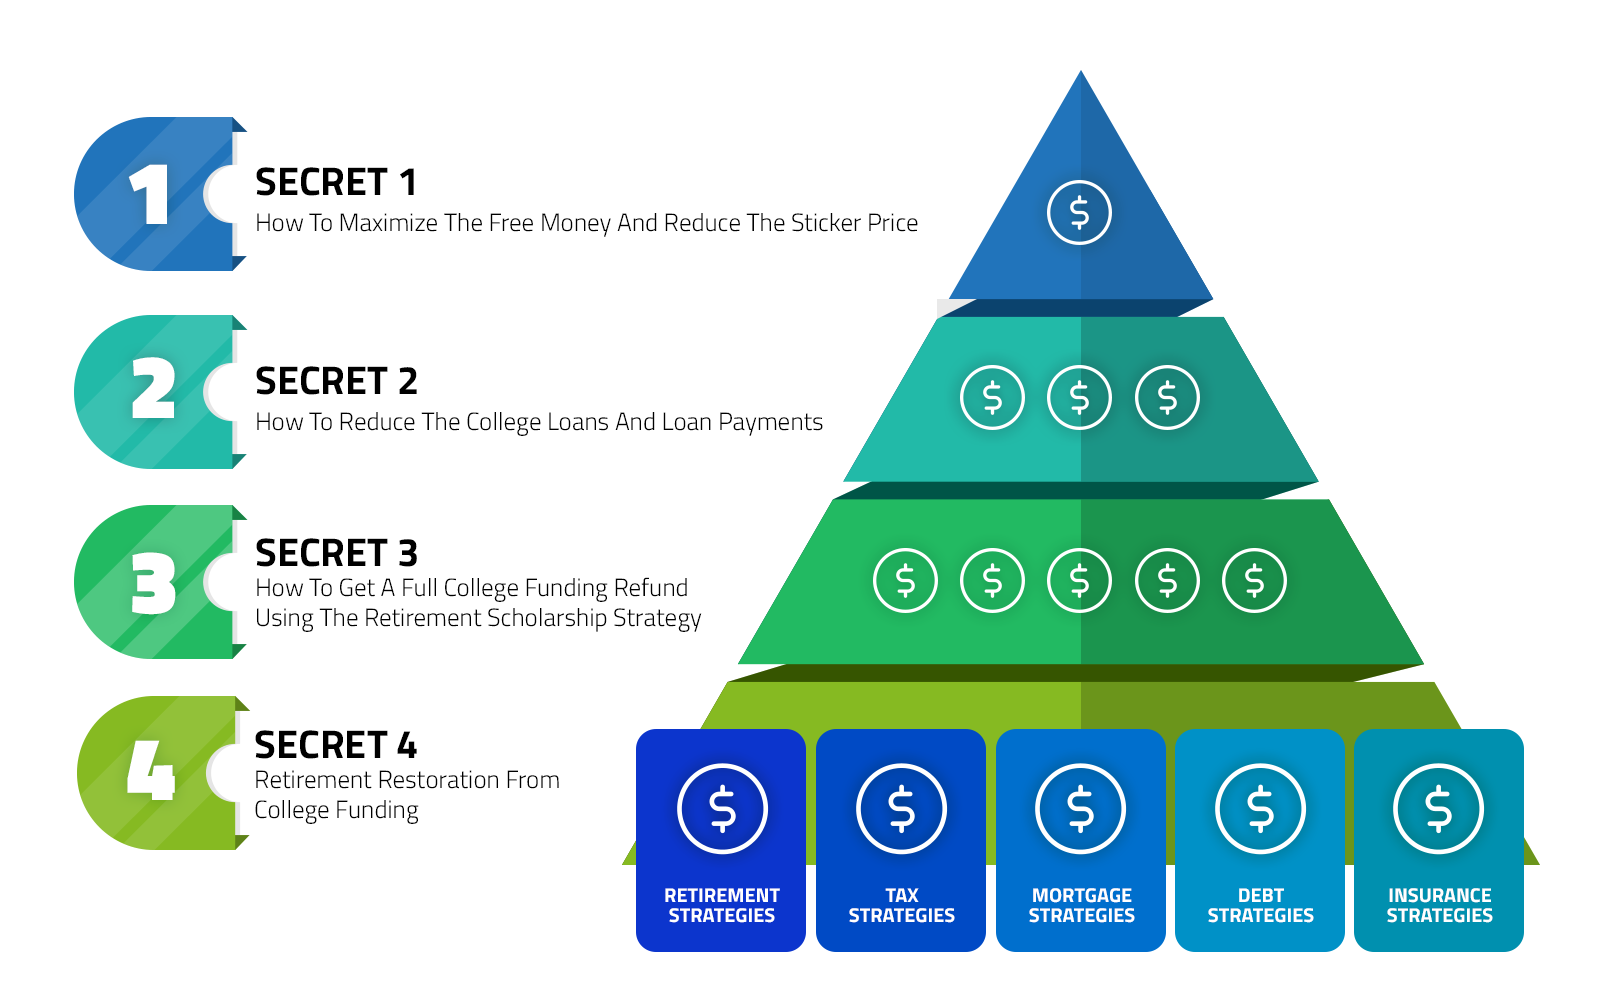 1
SECRET 1
How To Maximize The Free Money And Reduce The Sticker Price
$
2
SECRET 2
How To Reduce The College Loans And Loan Payments
$ $ $
3
SECRET 3
How To Get A Full College Funding Refund
Using The Retirement Scholarship Strategy
$ $ $ $ $
4
SECRET 4
Retirement Restoration From
College Funding
$ $ $ $ $
RETIREMENT
STRATEGIES
TAX
STRATEGIES
MORTGAGE
STRATEGIES
DEBT
STRATEGIES
INSURANCE
STRATEGIES